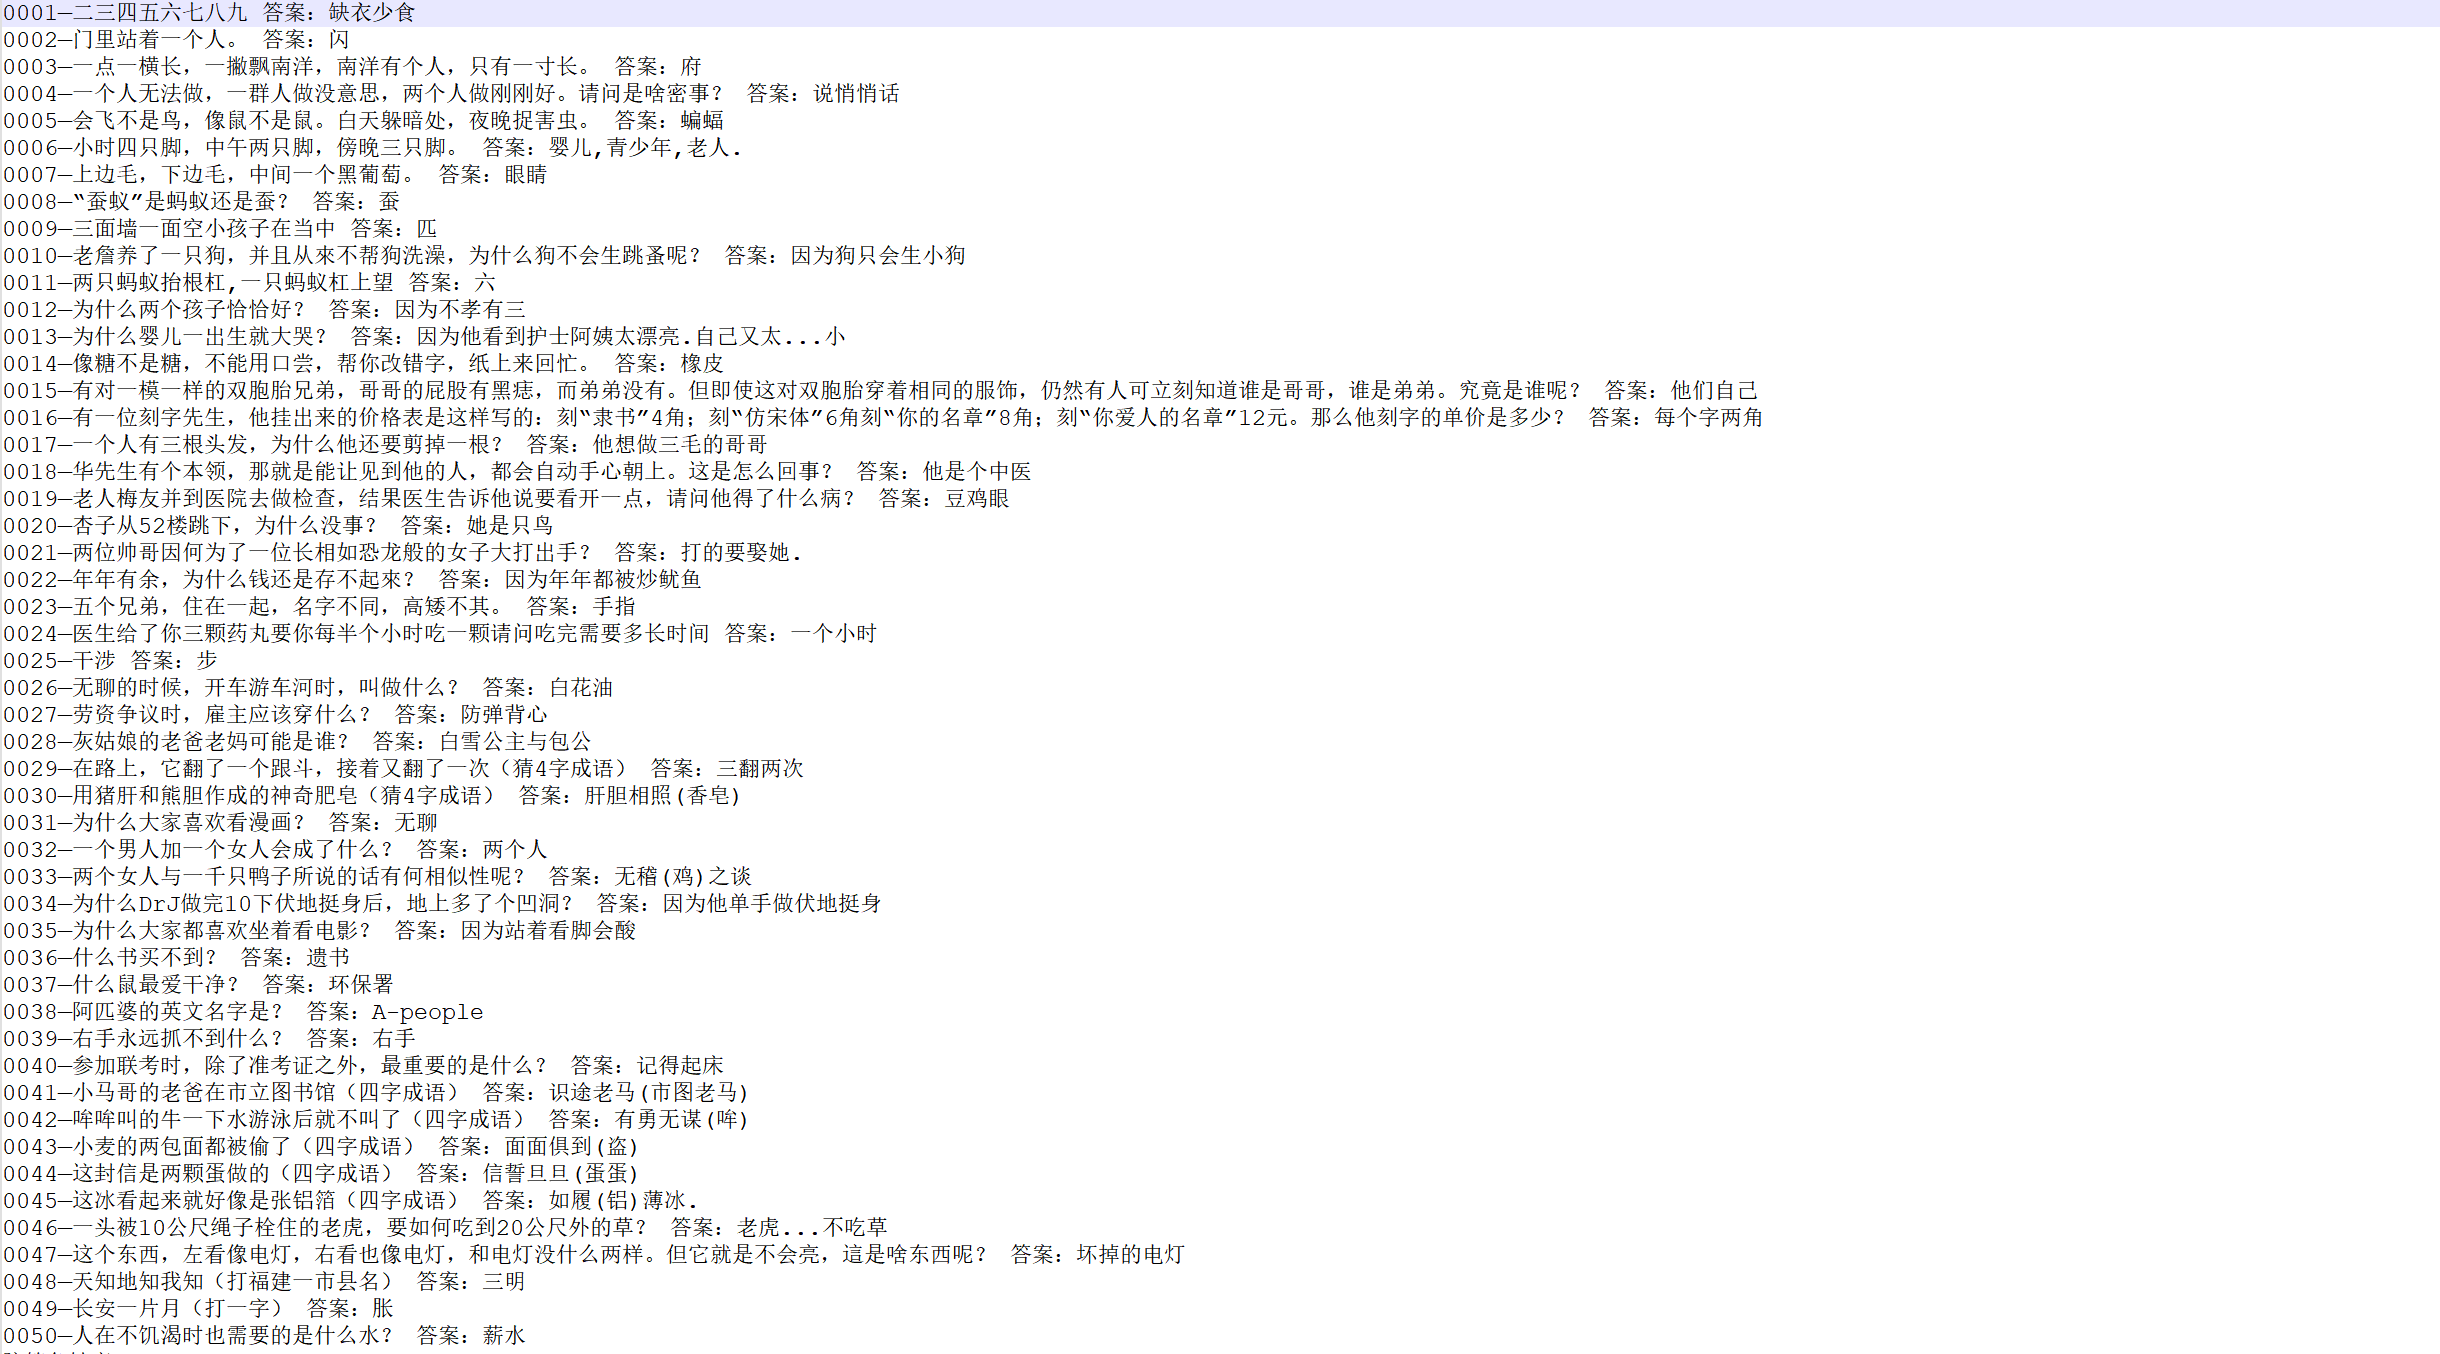 0001—二三四五六七八九 答案：缺衣少食
0002—门里站着一个人。 答案：闪
0003—一点一横长，一撇飘南洋，南洋有个人，只有一寸长。 答案：府
0004—一个人无法做，一群人做没意思，两个人做刚刚好。请问是啥密事？ 答案：说悄悄话
0005—会飞不是鸟，像鼠不是鼠。白天躲暗处，夜晚捉害虫。 答案：蝙蝠
0006—小时四只脚，中午两只脚，傍晚三只脚。 答案：婴儿,青少年,老人.
0007—上边毛，下边毛，中间一个黑葡萄。 答案：眼睛
0008—“蚕蚁”是蚂蚁还是蚕？ 答案：蚕
0009—三面墙一面空小孩子在当中 答案：匹
0010—老詹养了一只狗，并且从來不帮狗洗澡，为什么狗不会生跳蚤呢？ 答案：因为狗只会生小狗
0011—两只蚂蚁抬根杠,一只蚂蚁杠上望 答案：六
0012—为什么两个孩子恰恰好？ 答案：因为不孝有三
0013—为什么婴儿一出生就大哭？ 答案：因为他看到护士阿姨太漂亮.自己又太...小
0014—像糖不是糖，不能用口尝，帮你改错字，纸上来回忙。 答案：橡皮
0015—有对一模一样的双胞胎兄弟，哥哥的屁股有黑痣，而弟弟没有。但即使这对双胞胎穿着相同的服饰，仍然有人可立刻知道谁是哥哥，谁是弟弟。究竟是谁呢？ 答案：他们自己
0016—有一位刻字先生，他挂出来的价格表是这样写的：刻“隶书”4角；刻“仿宋体”6角刻“你的名章”8角；刻“你爱人的名章”12元。那么他刻字的单价是多少？ 答案：每个字两角
0017—一个人有三根头发，为什么他还要剪掉一根？ 答案：他想做三毛的哥哥
0018—华先生有个本领，那就是能让见到他的人，都会自动手心朝上。这是怎么回事？ 答案：他是个中医
0019—老人梅友并到医院去做检查，结果医生告诉他说要看开一点，请问他得了什么病？ 答案：豆鸡眼
0020—杏子从52楼跳下，为什么没事？ 答案：她是只鸟
0021—两位帅哥因何为了一位长相如恐龙般的女子大打出手？ 答案：打的要娶她.
0022—年年有余，为什么钱还是存不起來？ 答案：因为年年都被炒鱿鱼
0023—五个兄弟，住在一起，名字不同，高矮不其。 答案：手指
0024—医生给了你三颗药丸要你每半个小时吃一颗请问吃完需要多长时间 答案：一个小时
0025—干涉 答案：步
0026—无聊的时候，开车游车河时，叫做什么？ 答案：白花油
0027—劳资争议时，雇主应该穿什么？ 答案：防弹背心
0028—灰姑娘的老爸老妈可能是谁？ 答案：白雪公主与包公
0029—在路上，它翻了一个跟斗，接着又翻了一次（猜4字成语） 答案：三翻两次
0030—用猪肝和熊胆作成的神奇肥皂（猜4字成语） 答案：肝胆相照(香皂)
0031—为什么大家喜欢看漫画？ 答案：无聊
0032—一个男人加一个女人会成了什么？ 答案：两个人
0033—两个女人与一千只鸭子所说的话有何相似性呢？ 答案：无稽(鸡)之谈
0034—为什么DrJ做完10下伏地挺身后，地上多了个凹洞？ 答案：因为他单手做伏地挺身
0035—为什么大家都喜欢坐着看电影？ 答案：因为站着看脚会酸
0036—什么书买不到？ 答案：遗书
0037—什么鼠最爱干净？ 答案：环保署
0038—阿匹婆的英文名字是？ 答案：A-people
0039—右手永远抓不到什么？ 答案：右手
0040—参加联考时，除了准考证之外，最重要的是什么？ 答案：记得起床
0041—小马哥的老爸在市立图书馆（四字成语） 答案：识途老马(市图老马)
0042—哞哞叫的牛一下水游泳后就不叫了（四字成语） 答案：有勇无谋(哞)
0043—小麦的两包面都被偷了（四字成语） 答案：面面俱到(盗)
0044—这封信是两颗蛋做的（四字成语） 答案：信誓旦旦(蛋蛋)
0045—这冰看起来就好像是张铝箔（四字成语） 答案：如履(铝)薄冰.
0046—一头被10公尺绳子栓住的老虎，要如何吃到20公尺外的草？ 答案：老虎...不吃草
0047—这个东西，左看像电灯，右看也像电灯，和电灯没什么两样。但它就是不会亮，這是啥东西呢？ 答案：坏掉的电灯
0048—天知地知我知（打福建一市县名） 答案：三明
0049—长安一片月（打一字） 答案：胀
0050—人在不饥渴时也需要的是什么水？ 答案：薪水